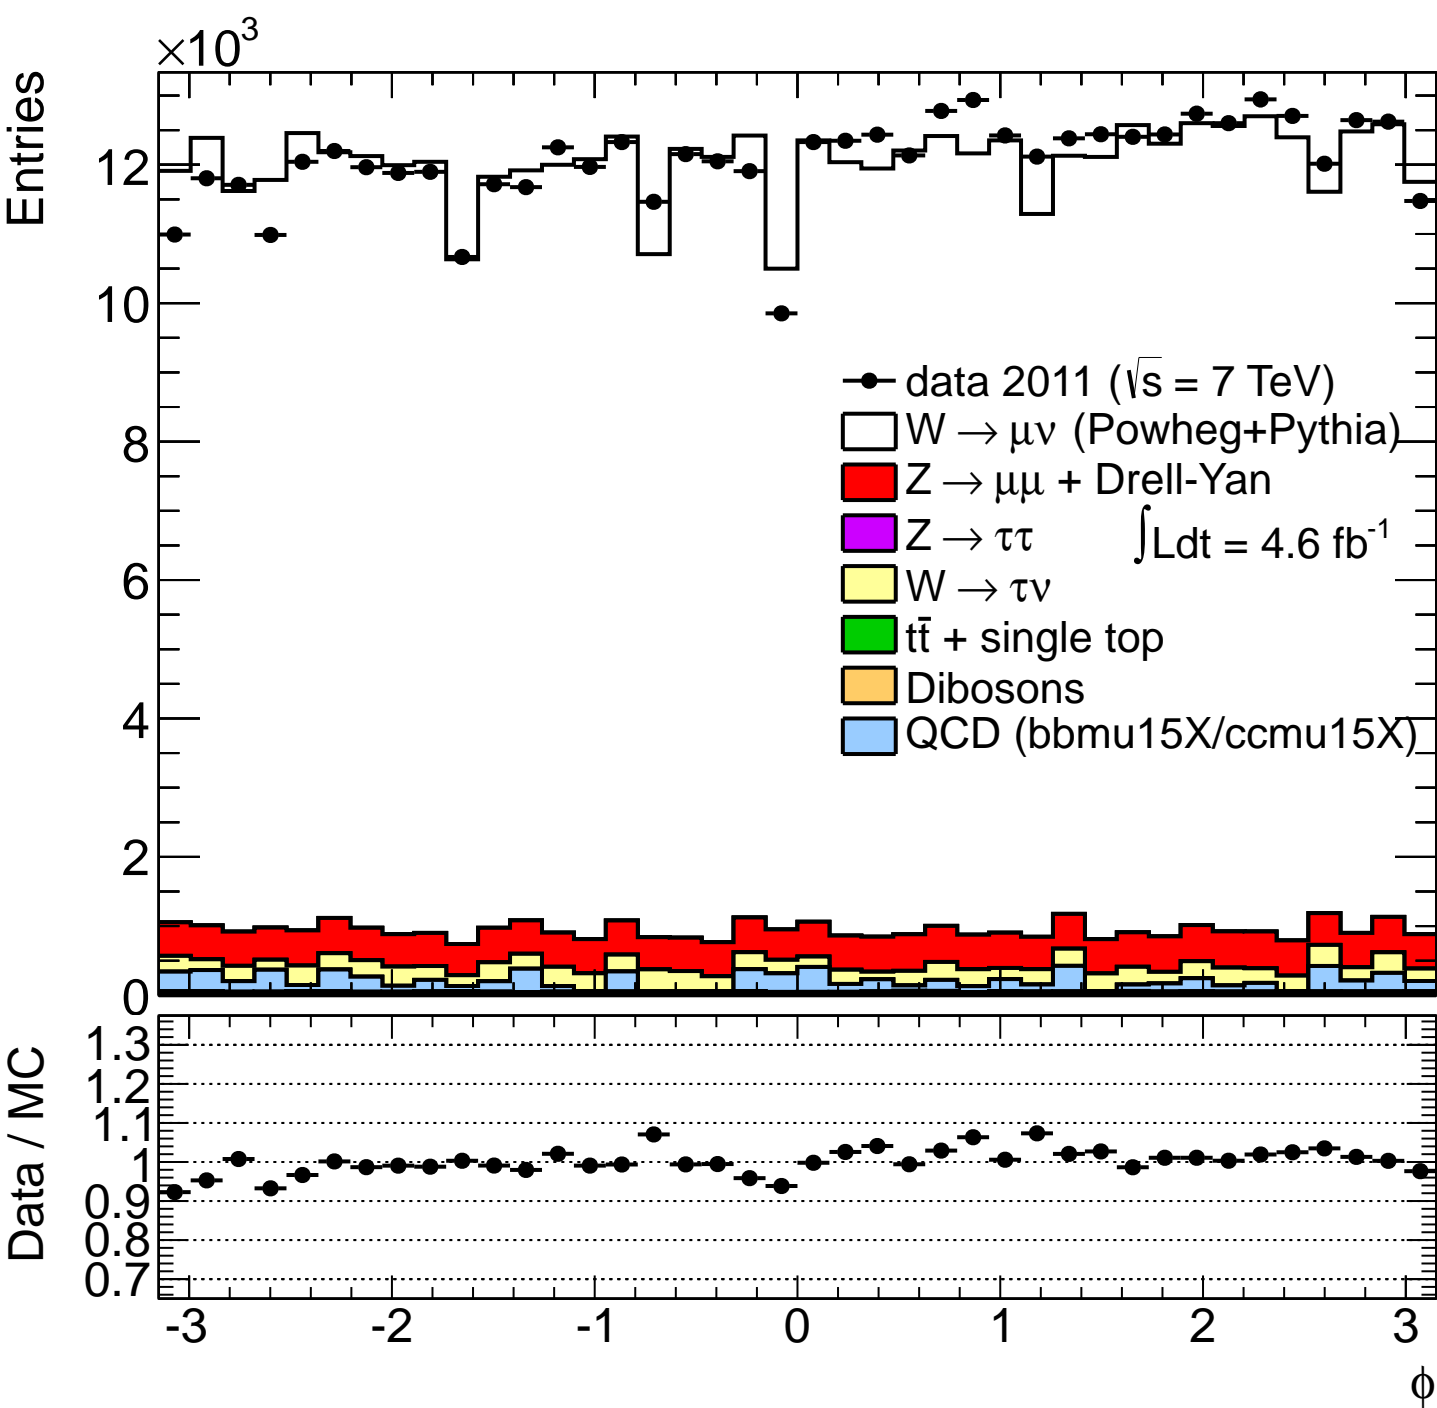 ×10³
Entries
12
10
8
6
4
2
0
data 2011 (√s = 7 TeV)
W → μν (Powheg+Pythia)
Z → μμ + Drell-Yan
Z → ττ
∫Ldt = 4.6 fb⁻¹
W → τν
tt̄ + single top
Dibosons
QCD (bbmu15X/ccmu15X)
Data / MC
1.3
1.2
1.1
1
0.9
0.8
0.7
-3 -2 -1 0 1 2 3
ϕ